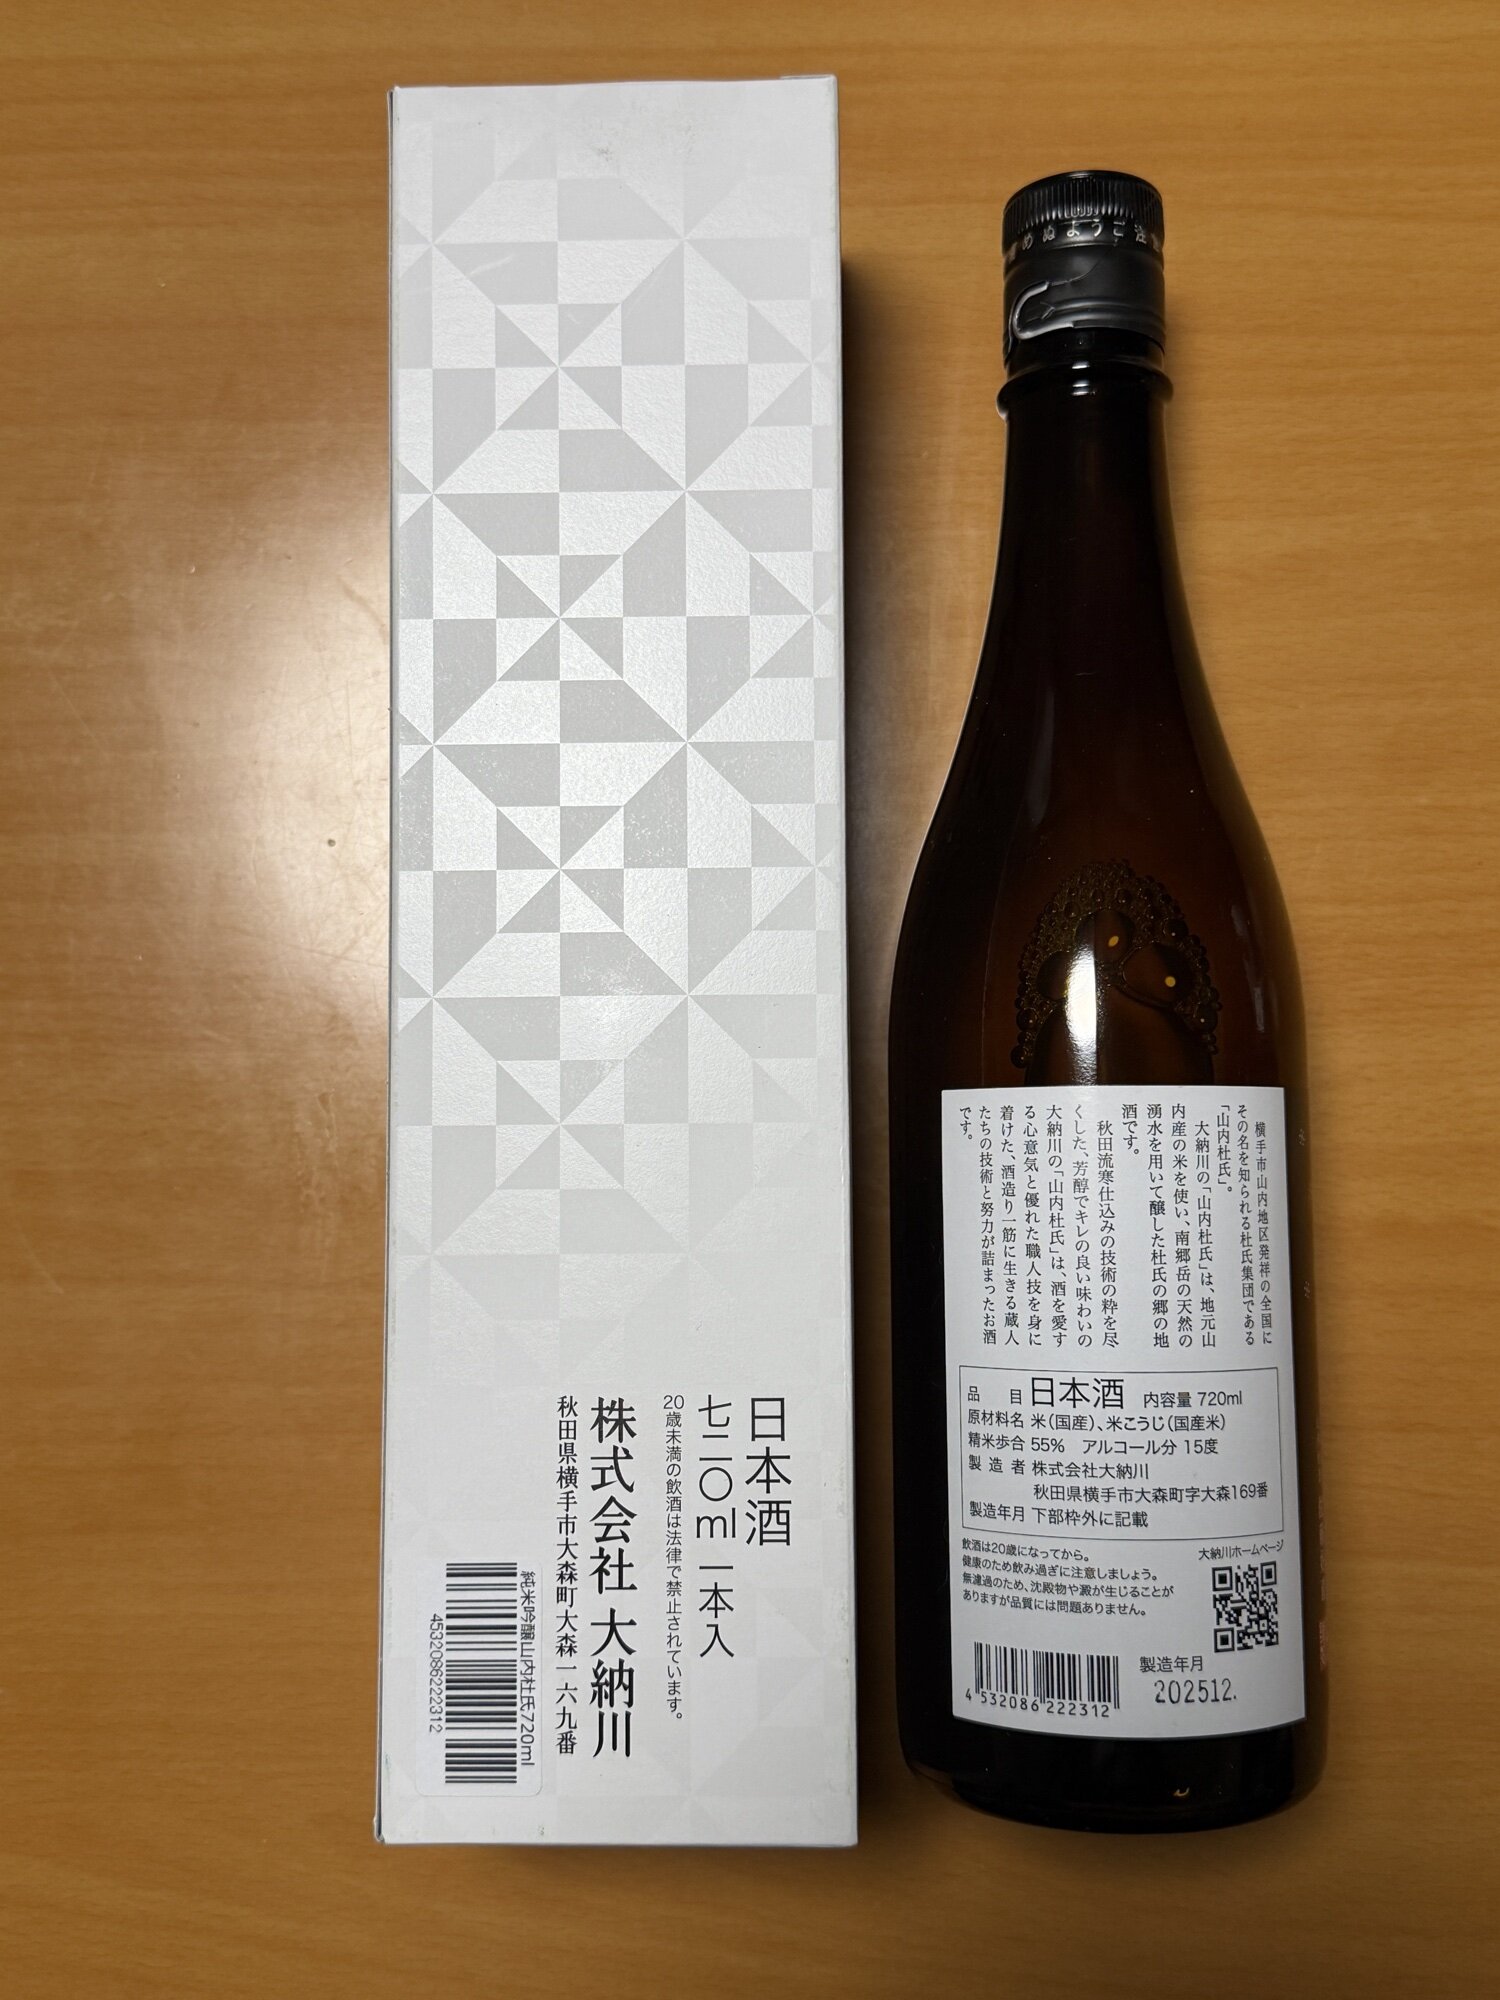 日本酒
七二〇ml 一本入
20歳未満の飲酒は法律で禁止されています。
株式会社 大納川
秋田県横手市大森町大森一六九番
純米吟醸山内杜氏720ml
4532086222312
めぬようご注
横手市山内地区発祥の全国に
その名を知られる杜氏集団である
「山内杜氏」。
大納川の「山内杜氏」は、地元山
内産の米を使い、南郷岳の天然の
湧水を用いて醸した杜氏の郷の地
酒です。
秋田流寒仕込みの技術の粋を尽
くした、芳醇でキレの良い味わいの
大納川の「山内杜氏」は、酒を愛す
る心意気と優れた職人技を身に
着けた、酒造り一筋に生きる蔵人
たちの技術と努力が詰まったお酒
です。
品目 日本酒 内容量 720ml
原材料名 米（国産）、米こうじ（国産米）
精米歩合 55% アルコール分 15度
製造者 株式会社大納川
秋田県横手市大森町字大森169番
製造年月 下部枠外に記載
飲酒は20歳になってから。
健康のため飲み過ぎに注意しましょう。
無濾過のため、沈殿物や澱が生じることが
ありますが品質には問題ありません。
大納川ホームページ
製造年月
202512.
4 532086 222312